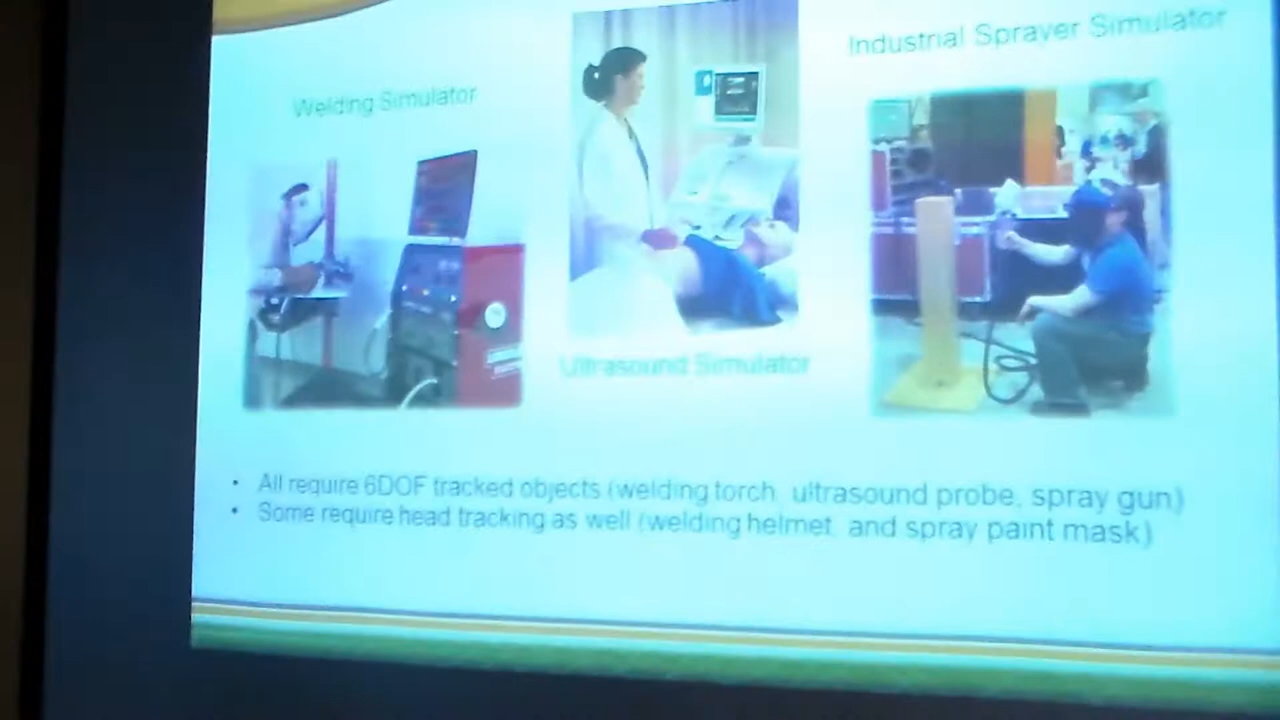 Industrial Sprayer Simulator
Welding Simulator
Ultrasound Simulator
• All require 6DOF tracked objects (welding torch, ultrasound probe, spray gun)
• Some require head tracking as well (welding helmet, and spray paint mask)